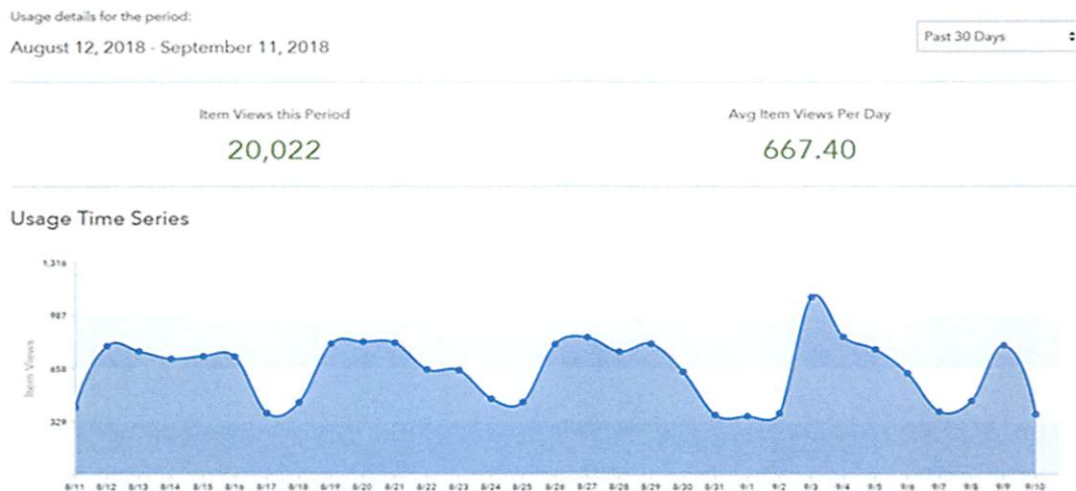 Usage details for the period:
August 12, 2018 - September 11, 2018
Past 30 Days
Item Views this Period
Avg Item Views Per Day
20,022
667.40
Usage Time Series
1,316
987
658
329
Item Views
8/11 8/12 8/13 8/14 8/15 8/16 8/17 8/18 8/19 8/20 8/21 8/22 8/23 8/24 8/25 8/26 8/27 8/28 8/29 8/30 8/31 9/1 9/2 9/3 9/4 9/5 9/6 9/7 9/8 9/9 9/10